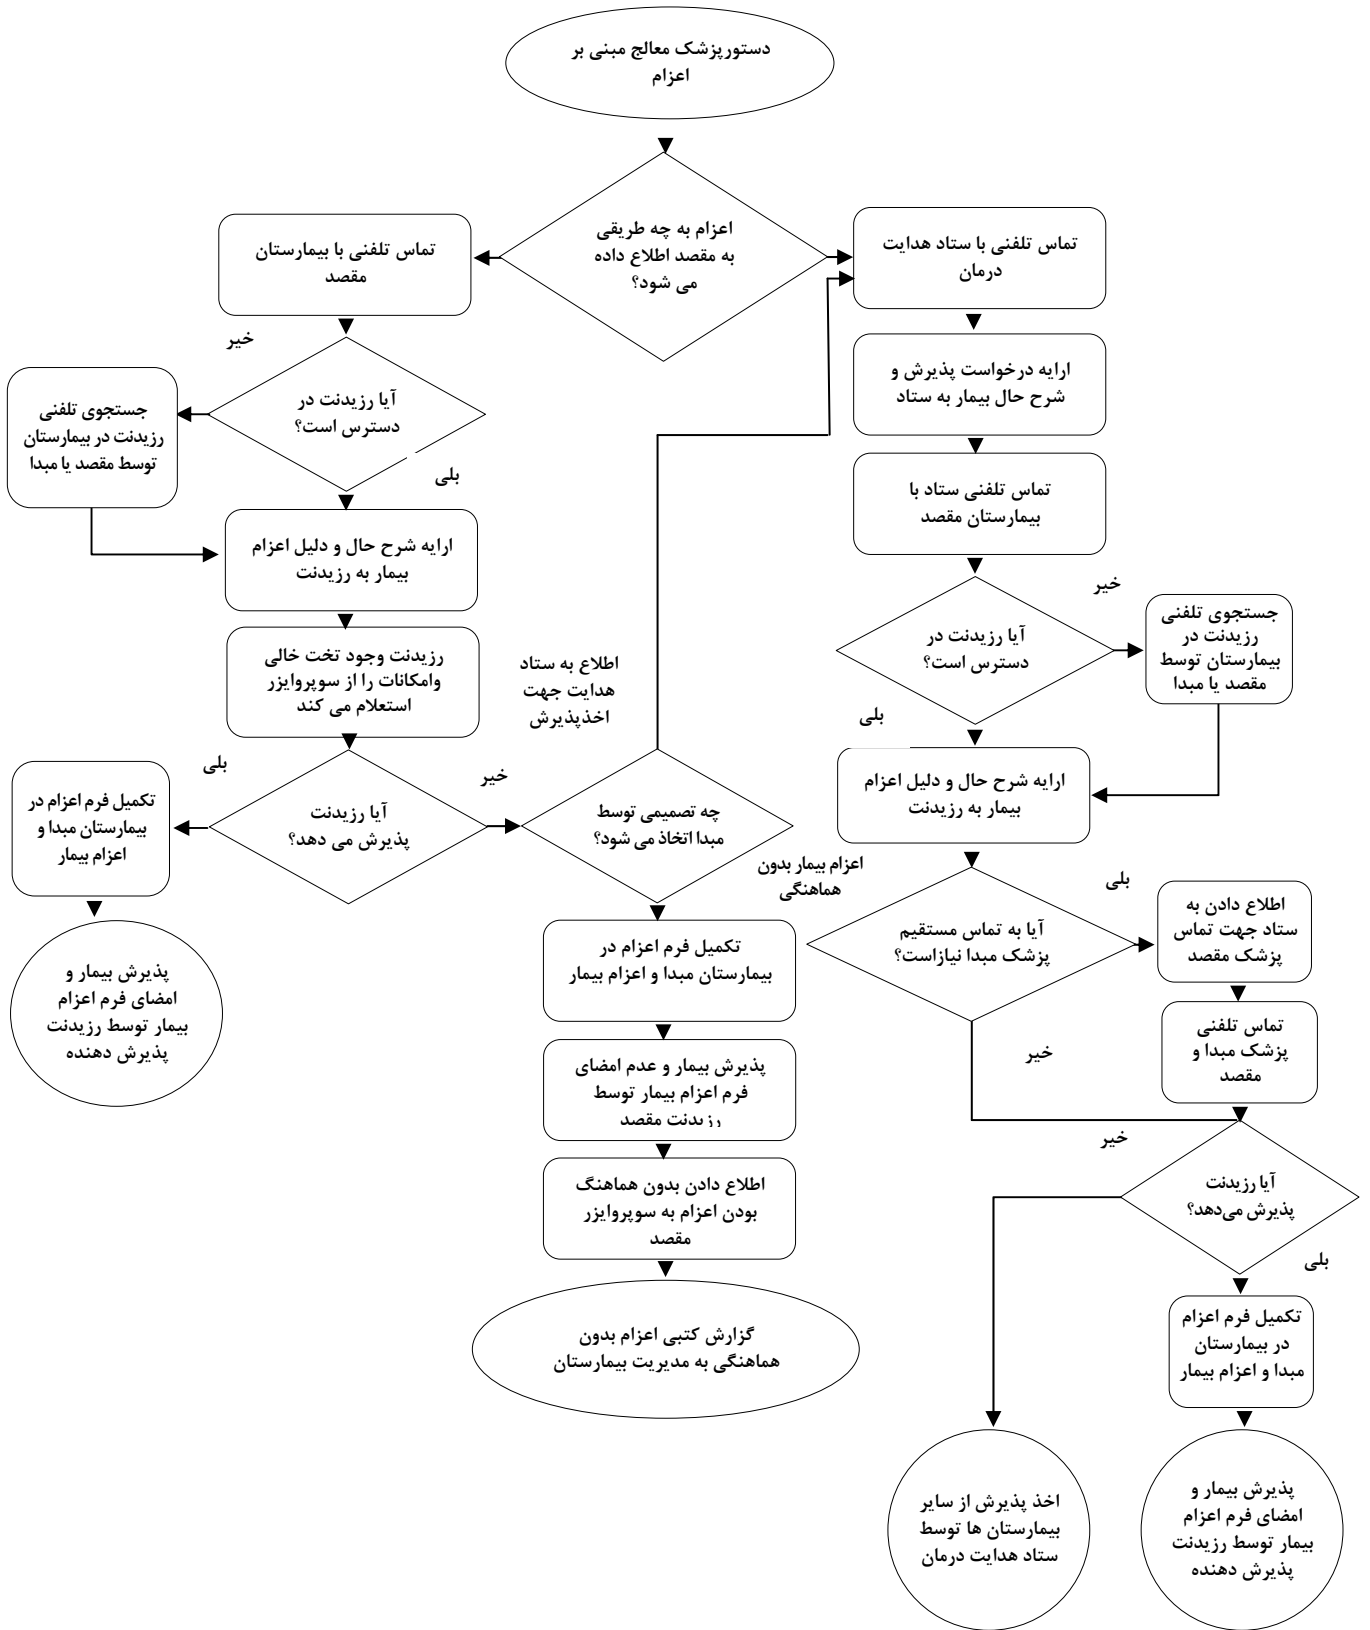 دستورپزشک معالج مبنی بر
اعزام
اعزام به چه طریقی
به مقصد اطلاع داده
می شود؟
تماس تلفنی با ستاد هدایت
درمان
ارایه درخواست پذیرش و
شرح حال بیمار به ستاد
تماس تلفنی ستاد با
بیمارستان مقصد
آیا رزیدنت در
دسترس است؟
خیر
جستجوی تلفنی
رزیدنت در
بیمارستان توسط
مقصد یا مبدا
بلی
ارایه شرح حال و دلیل اعزام
بیمار به رزیدنت
آیا به تماس مستقیم
پزشک مبدا نیازاست؟
بلی
اطلاع دادن به
ستاد جهت تماس
پزشک مقصد
تماس تلفنی
پزشک مبدا و
مقصد
خیر
آیا رزیدنت
پذیرش می‌دهد؟
خیر
بلی
تکمیل فرم اعزام
در بیمارستان
مبدا و اعزام بیمار
پذیرش بیمار و
امضای فرم اعزام
بیمار توسط رزیدنت
پذیرش دهنده
اخذ پذیرش از سایر
بیمارستان ها توسط
ستاد هدایت درمان
تماس تلفنی با بیمارستان
مقصد
خیر
آیا رزیدنت در
دسترس است؟
جستجوی تلفنی
رزیدنت در بیمارستان
توسط مقصد یا مبدا
بلی
ارایه شرح حال و دلیل اعزام
بیمار به رزیدنت
رزیدنت وجود تخت خالی
وامکانات را از سوپروایزر
استعلام می کند
آیا رزیدنت
پذیرش می دهد؟
بلی
تکمیل فرم اعزام در
بیمارستان مبدا و
اعزام بیمار
پذیرش بیمار و
امضای فرم اعزام
بیمار توسط رزیدنت
پذیرش دهنده
خیر
چه تصمیمی توسط
مبدا اتخاذ می شود؟
اطلاع به ستاد
هدایت جهت
اخذپذیرش
اعزام بیمار بدون
هماهنگی
تکمیل فرم اعزام در
بیمارستان مبدا و اعزام بیمار
پذیرش بیمار و عدم امضای
فرم اعزام بیمار توسط
رزیدنت مقصد
اطلاع دادن بدون هماهنگ
بودن اعزام به سوپروایزر
مقصد
گزارش کتبی اعزام بدون
هماهنگی به مدیریت بیمارستان